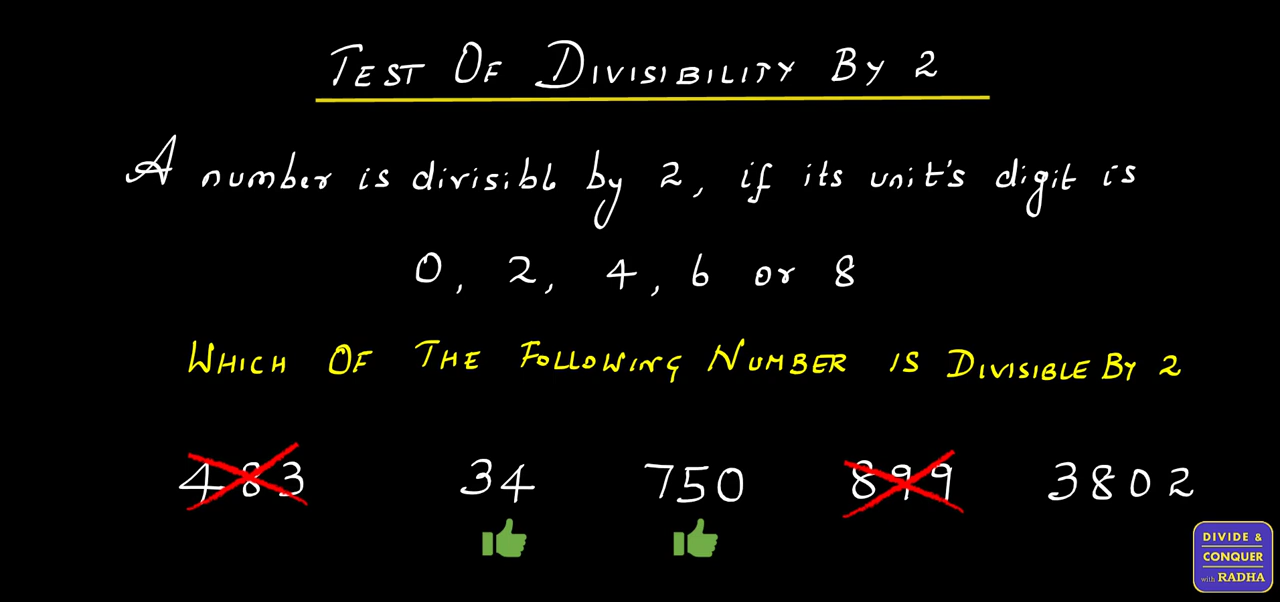 TEST OF DIVISIBILITY BY 2
A number is divisibl by 2, if its unit's digit is
0, 2, 4, 6 or 8
WHICH OF THE FOLLOWING NUMBER IS DIVISIBLE BY 2
483 34 750 899 3802
DIVIDE &
CONQUER
with RADHA